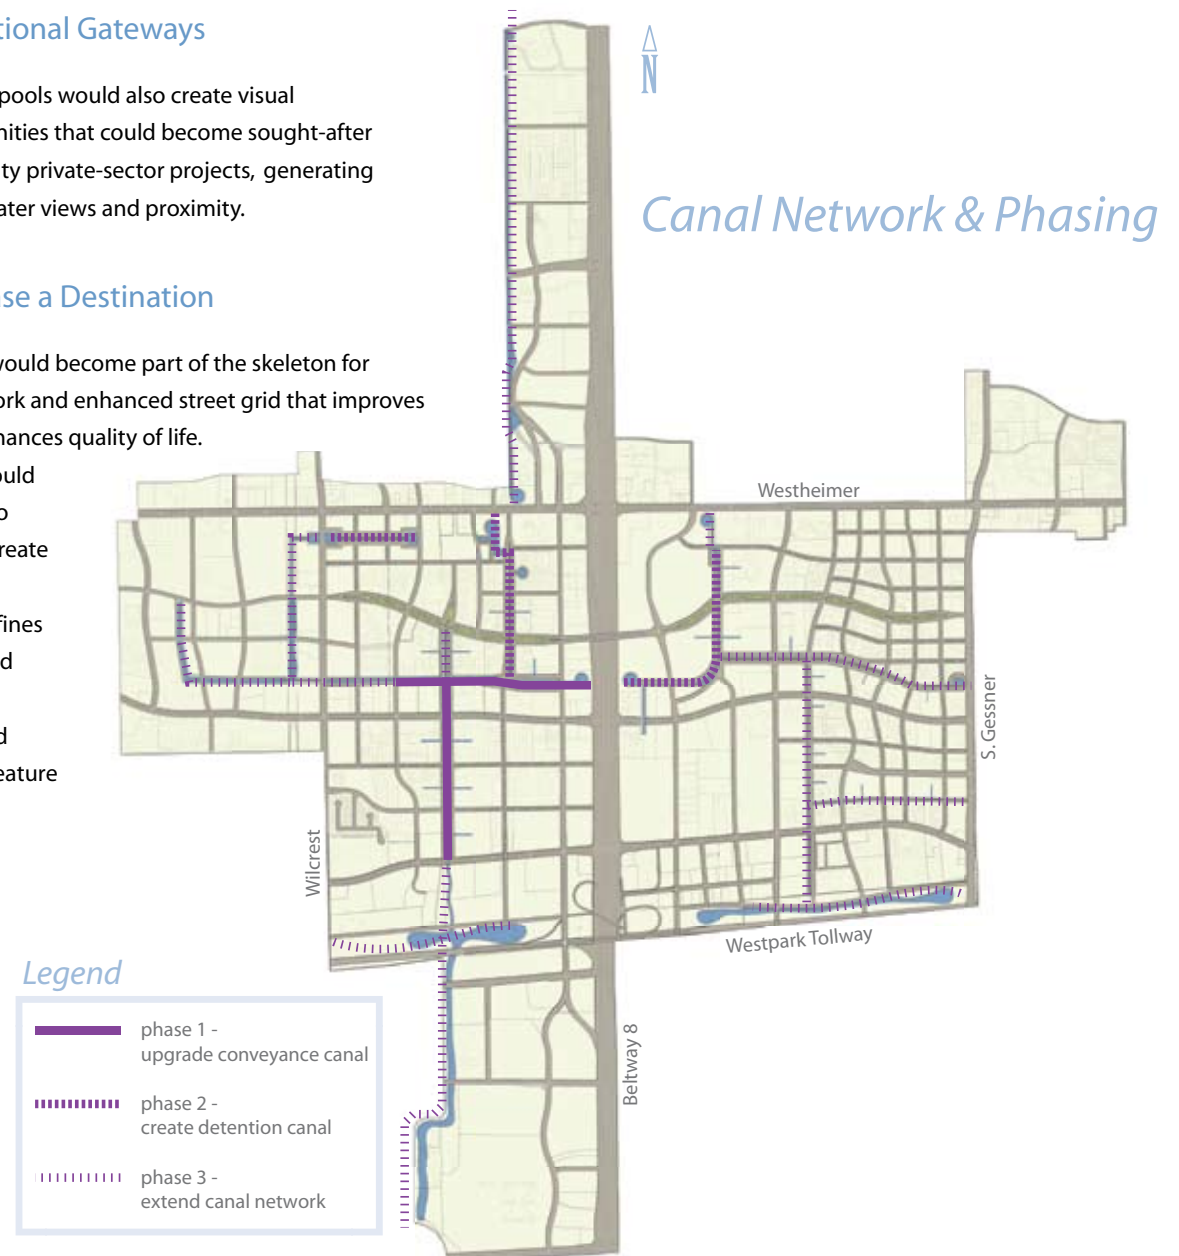 tional Gateways
pools would also create visual
nities that could become sought-after
ty private-sector projects, generating
ater views and proximity.
Canal Network & Phasing
N
se a Destination
would become part of the skeleton for
ork and enhanced street grid that improves
hances quality of life.
ould
o
reate
fines
d
d
eature
Westheimer
S. Gessner
Wilcrest
Westpark Tollway
Beltway 8
Legend
phase 1 -
upgrade conveyance canal
phase 2 -
create detention canal
phase 3 -
extend canal network